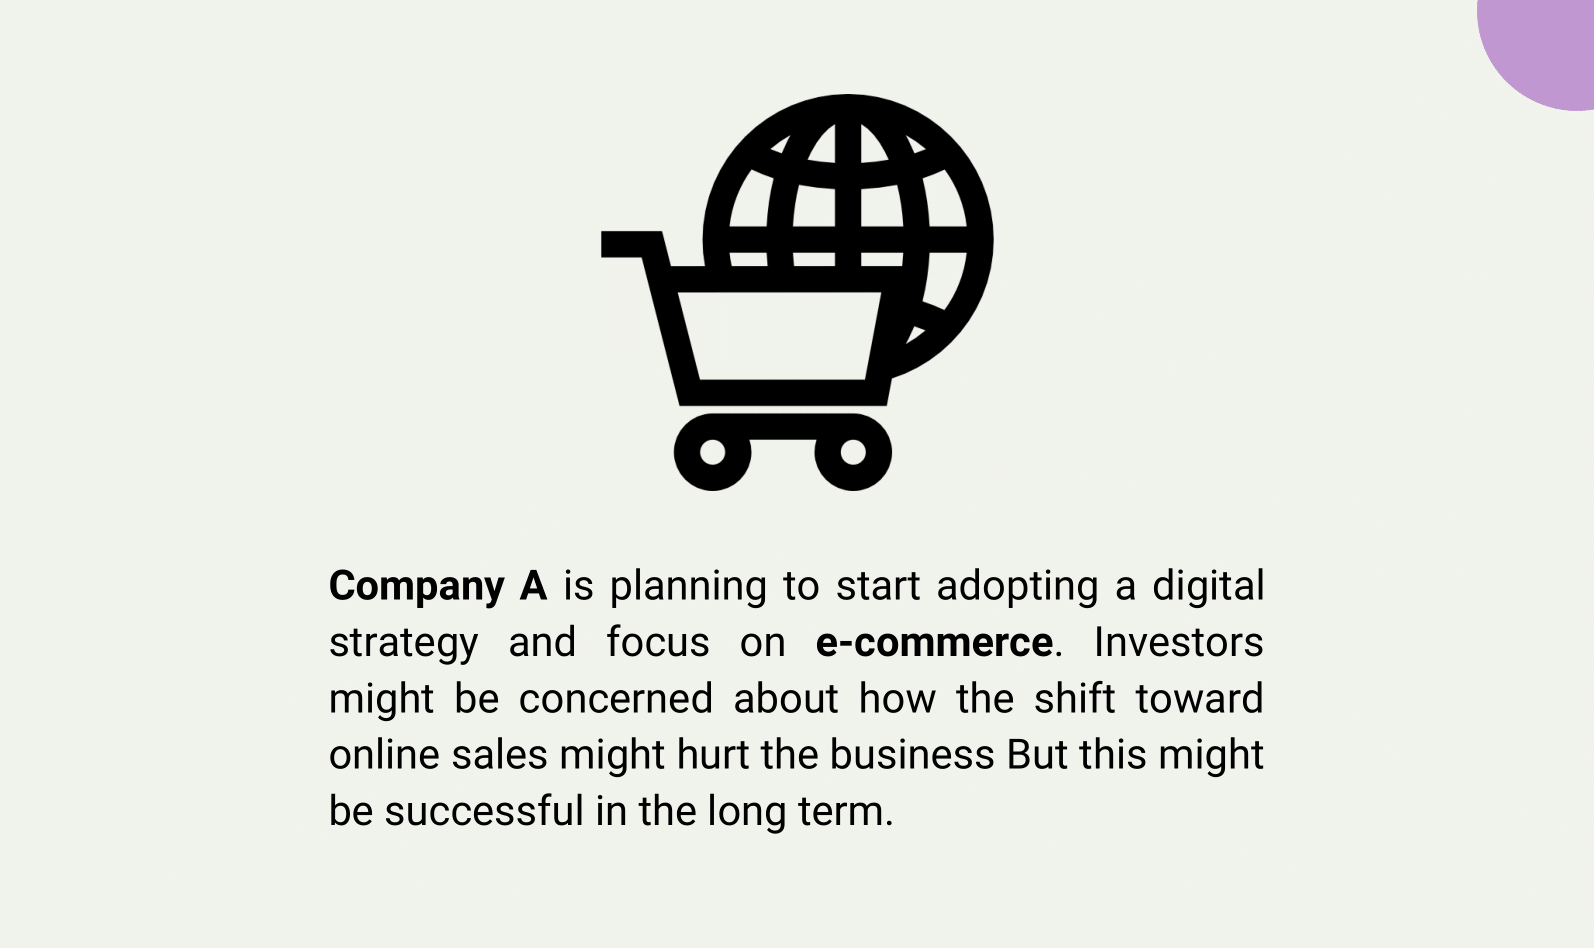 Company A is planning to start adopting a digital
strategy and focus on e-commerce. Investors
might be concerned about how the shift toward
online sales might hurt the business But this might
be successful in the long term.